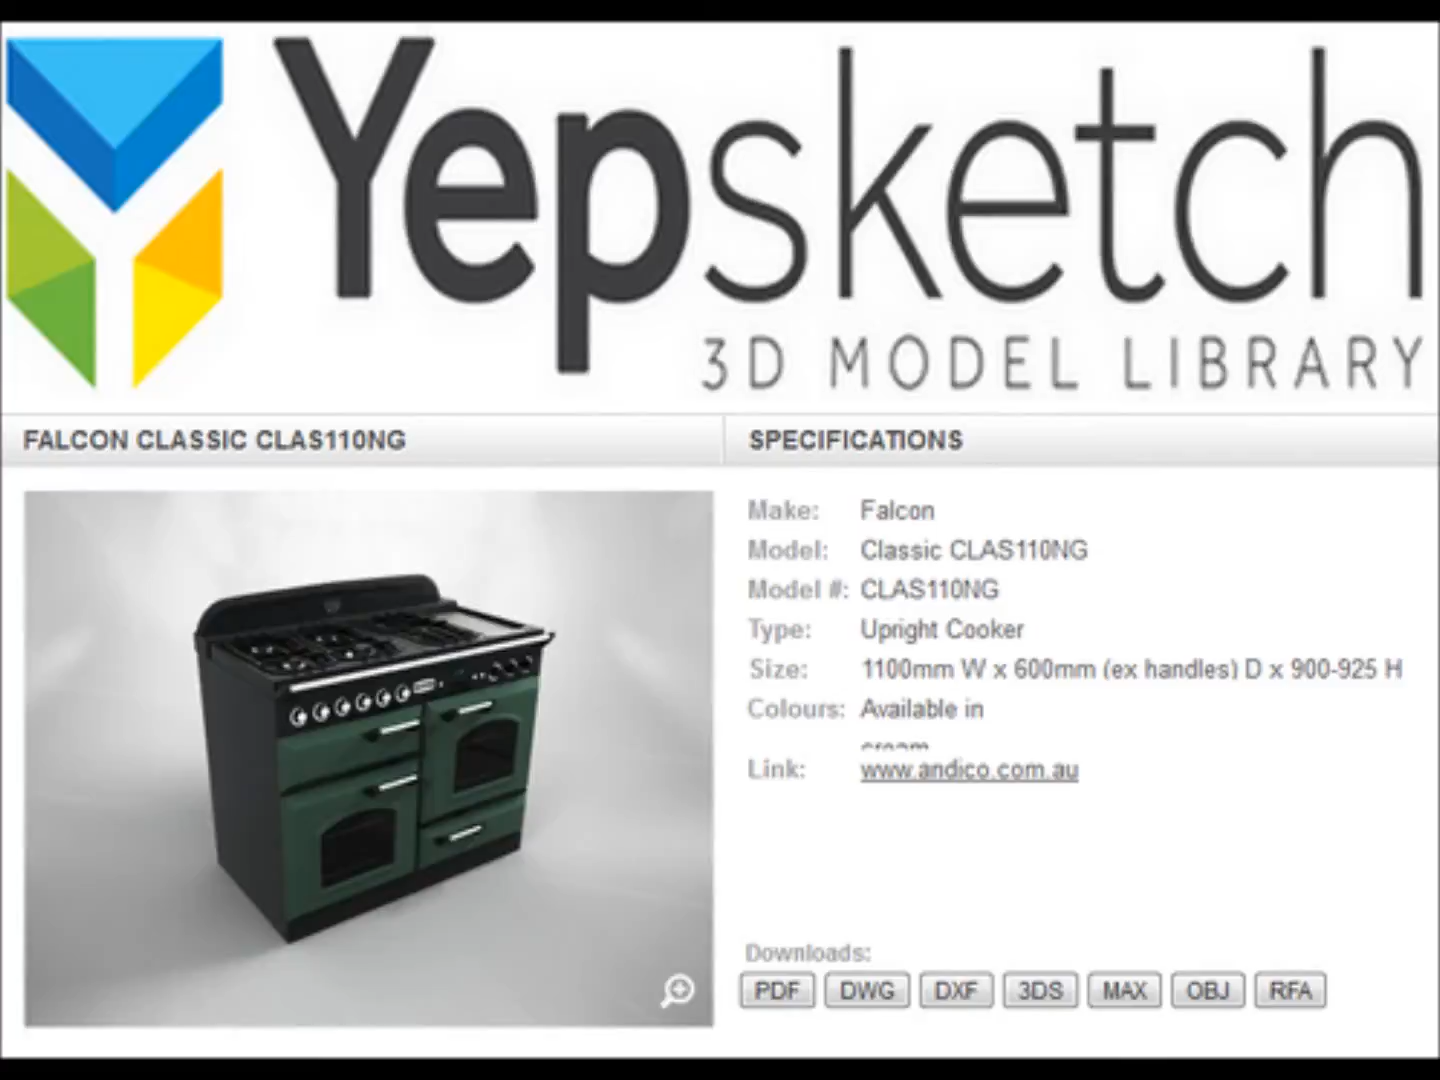 Yepsketch
3D MODEL LIBRARY
FALCON CLASSIC CLAS110NG
SPECIFICATIONS
Make: Falcon
Model: Classic CLAS110NG
Model #: CLAS110NG
Type: Upright Cooker
Size: 1100mm W x 600mm (ex handles) D x 900-925 H
Colours: Available in
cream
Link: www.andico.com.au
Downloads:
PDF DWG DXF 3DS MAX OBJ RFA